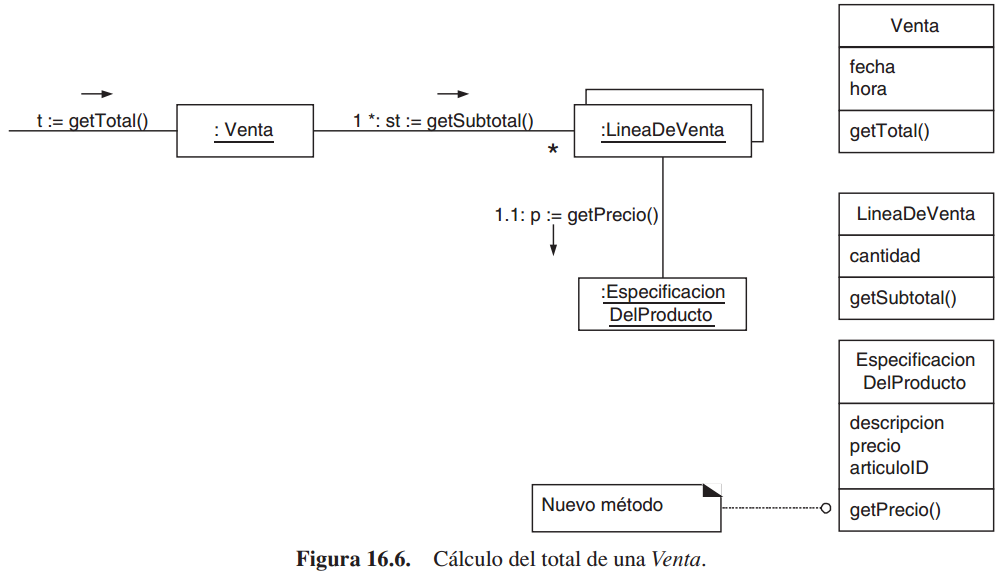 t := getTotal()
: Venta
1 *: st := getSubtotal()
:LineaDeVenta
*
1.1: p := getPrecio()
:Especificacion
DelProducto
Venta
fecha
hora
getTotal()
LineaDeVenta
cantidad
getSubtotal()
Especificacion
DelProducto
descripcion
precio
articuloID
getPrecio()
Nuevo método
Figura 16.6. Cálculo del total de una Venta.